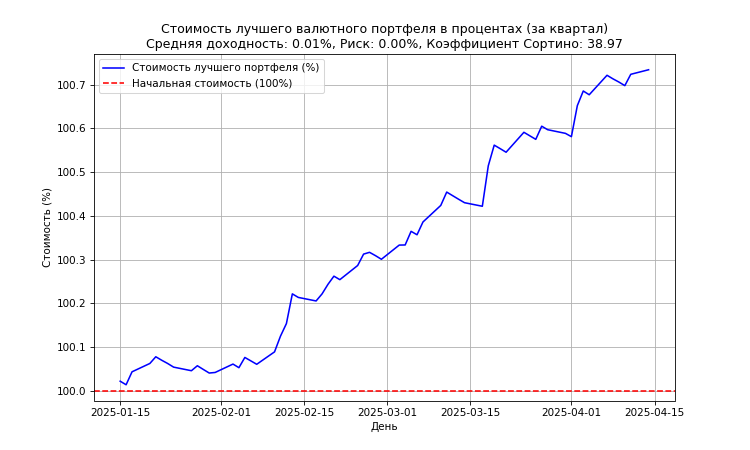 Стоимость лучшего валютного портфеля в процентах (за квартал)
Средняя доходность: 0.01%, Риск: 0.00%, Коэффициент Сортино: 38.97
Стоимость лучшего портфеля (%)
Начальная стоимость (100%)
Стоимость (%)
100.7
100.6
100.5
100.4
100.3
100.2
100.1
100.0
2025-01-15 2025-02-01 2025-02-15 2025-03-01 2025-03-15 2025-04-01 2025-04-15
День